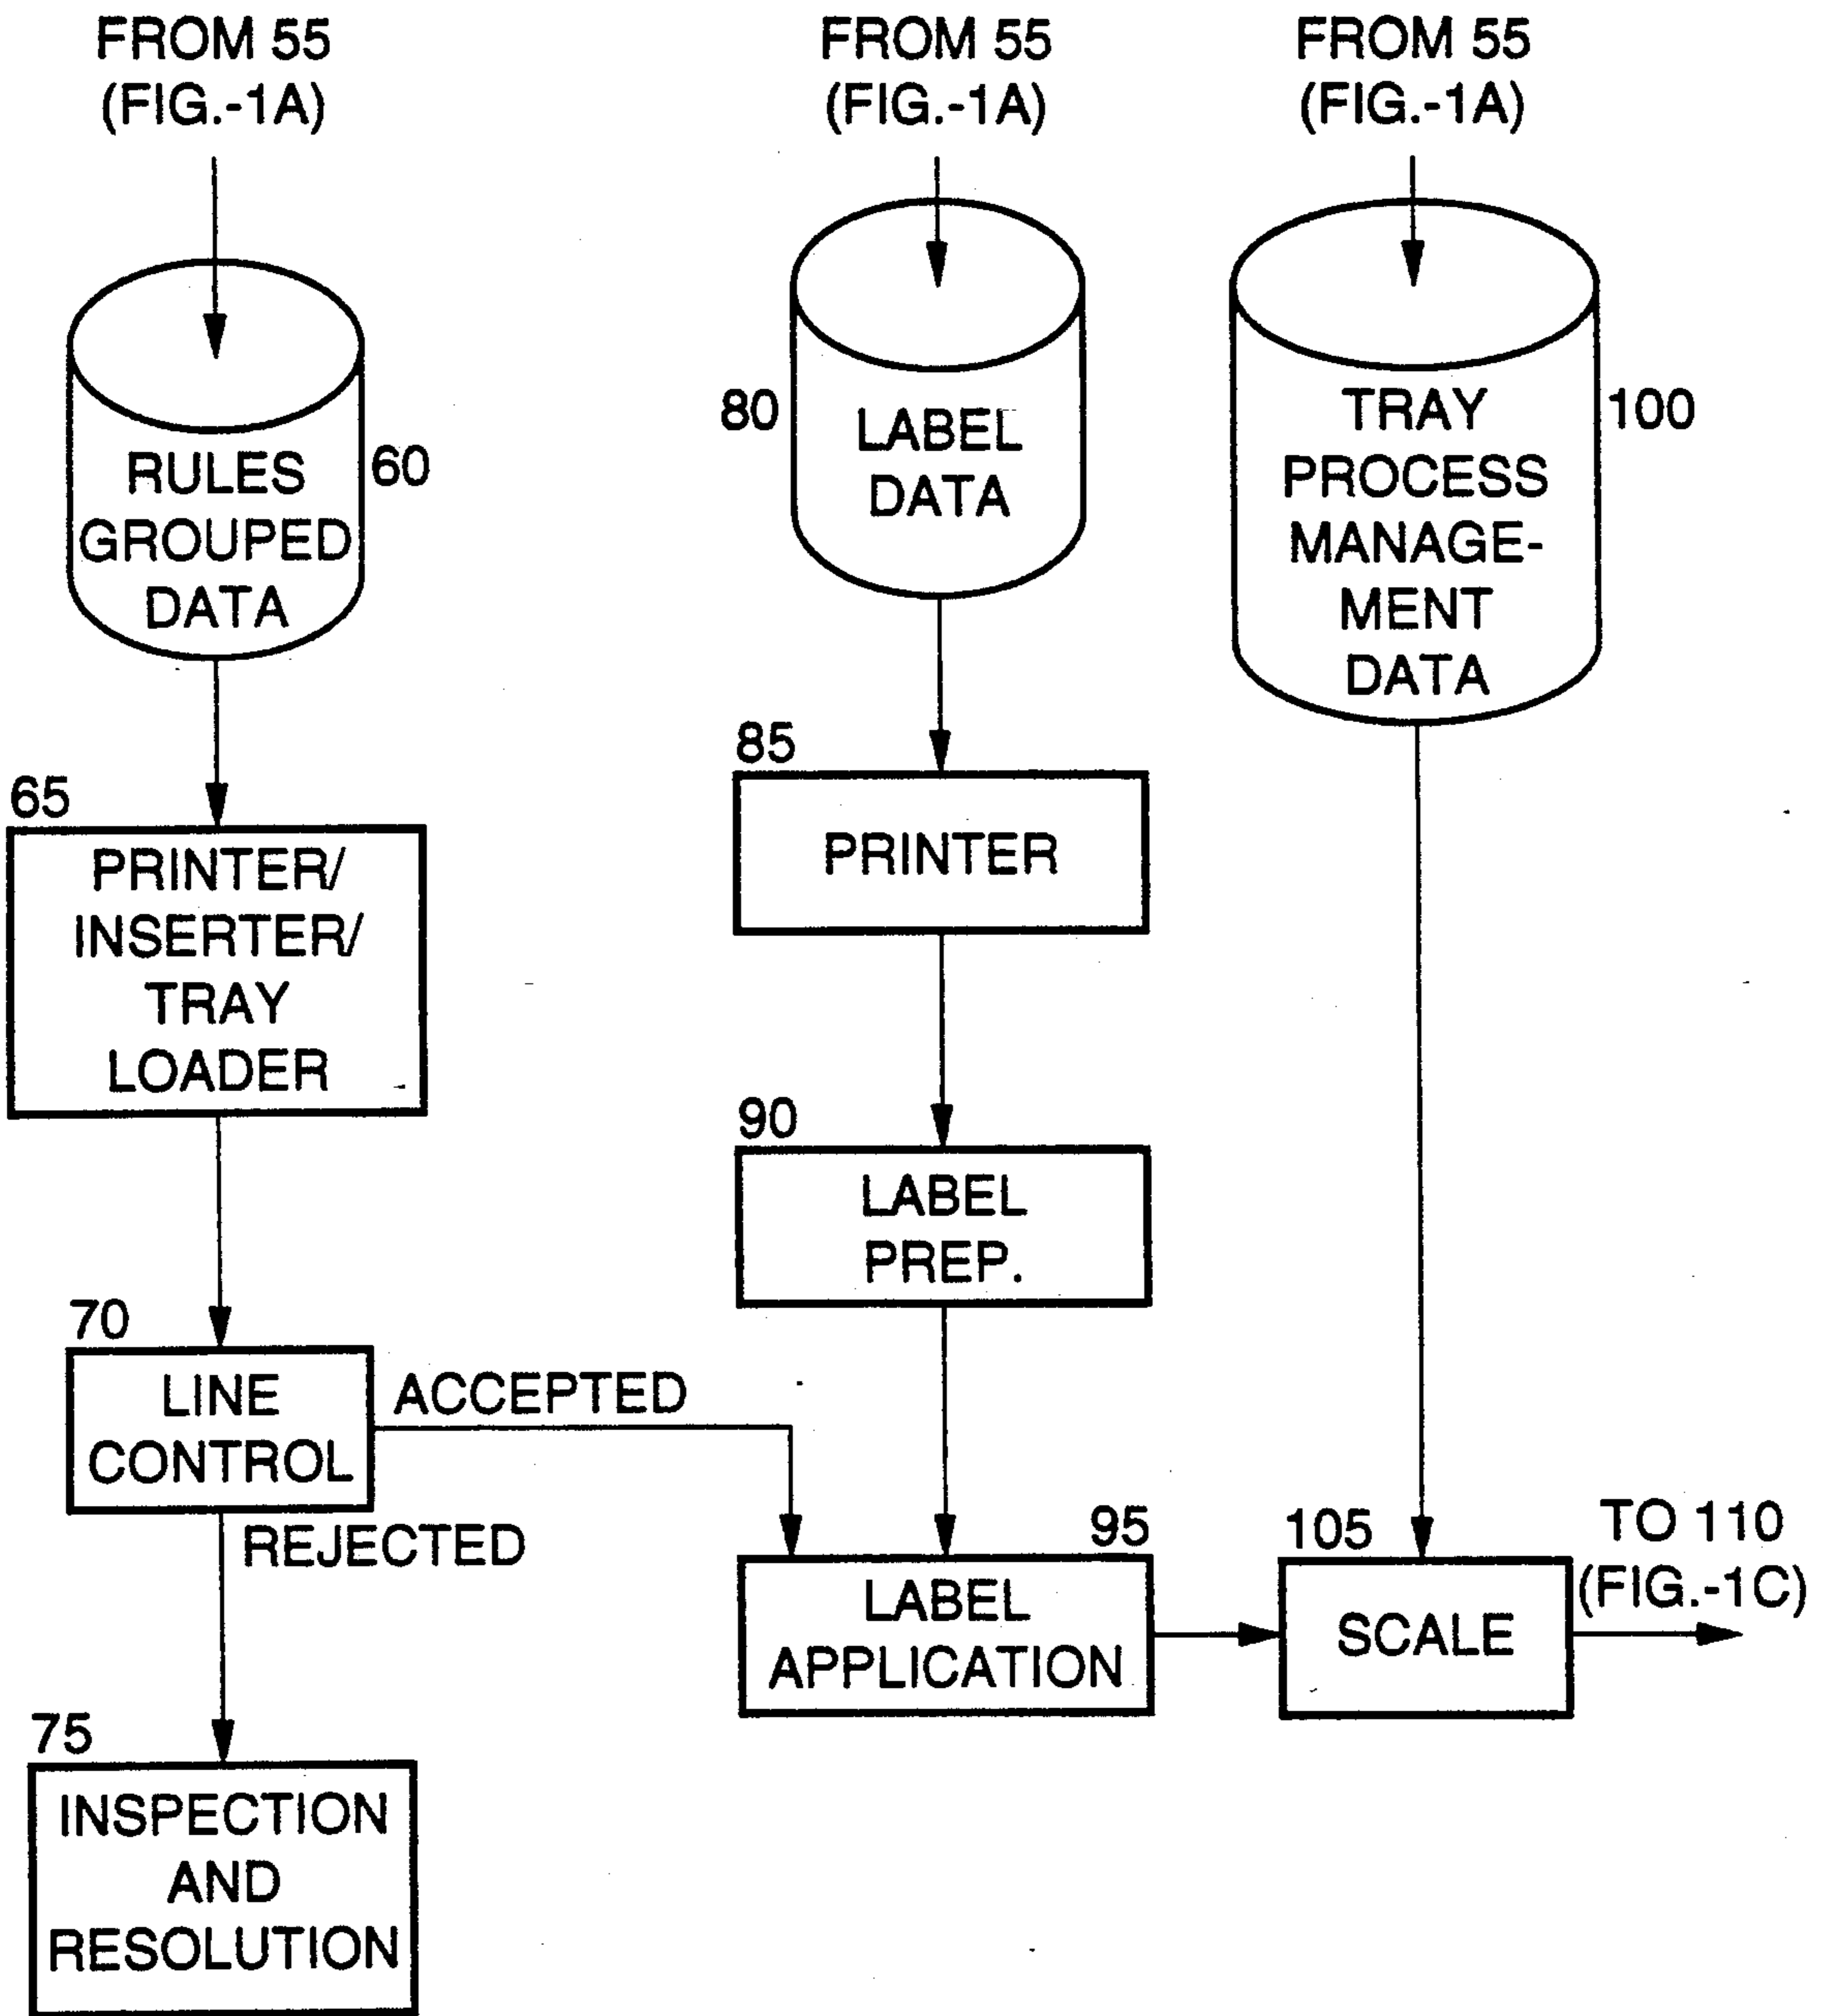 FROM 55
(FIG.-1A)
FROM 55
(FIG.-1A)
FROM 55
(FIG.-1A)
RULES
GROUPED
DATA
60
80
LABEL
DATA
TRAY
PROCESS
MANAGE-
MENT
DATA
100
65
PRINTER/
INSERTER/
TRAY
LOADER
85
PRINTER
90
LABEL
PREP.
70
LINE
CONTROL
ACCEPTED
REJECTED
75
INSPECTION
AND
RESOLUTION
95
LABEL
APPLICATION
105
SCALE
TO 110
(FIG.-1C)